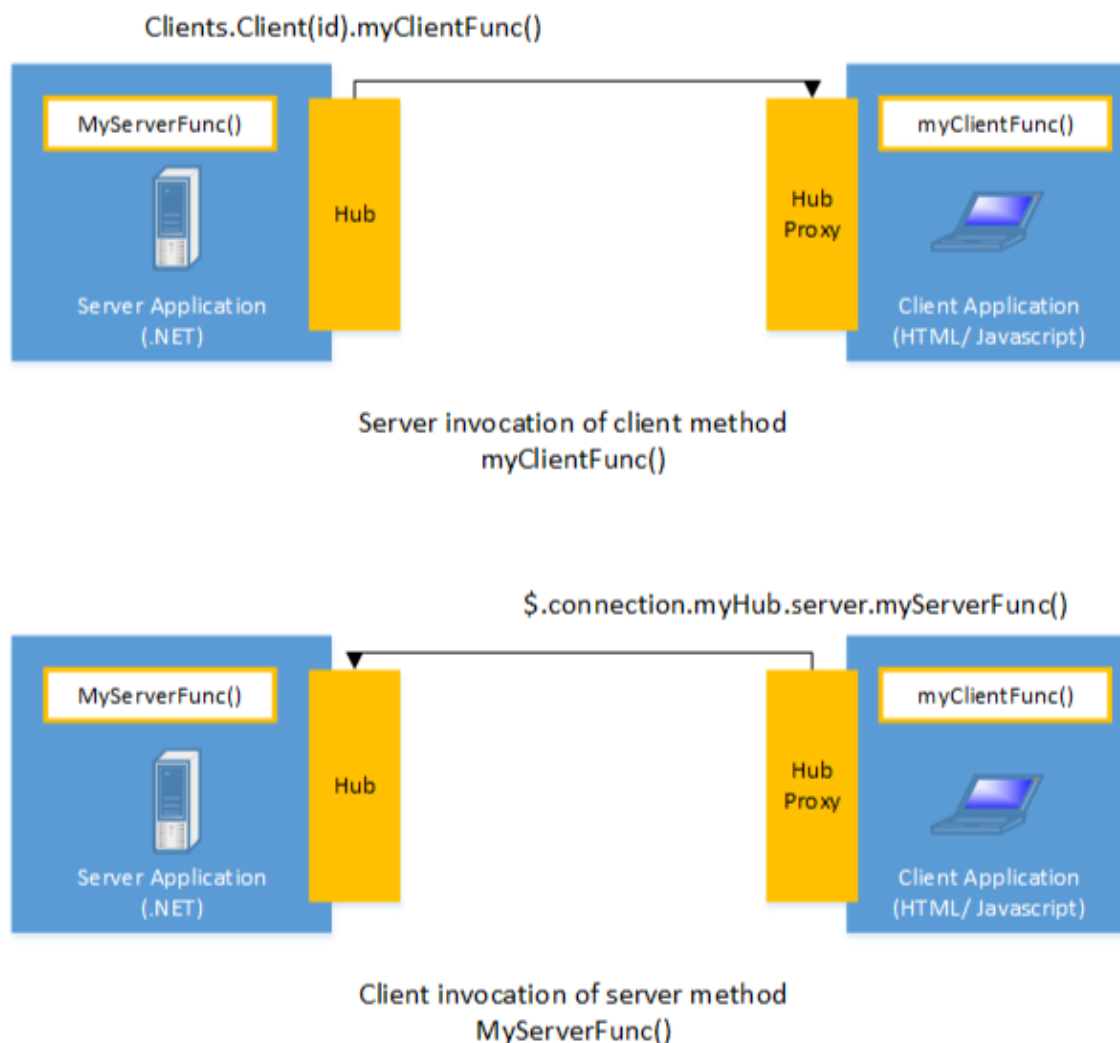 Clients.Client(id).myClientFunc()
MyServerFunc()
myClientFunc()
Hub
Hub
Proxy
Server Application
(.NET)
Client Application
(HTML/ Javascript)
Server invocation of client method
myClientFunc()
$.connection.myHub.server.myServerFunc()
MyServerFunc()
myClientFunc()
Hub
Hub
Proxy
Server Application
(.NET)
Client Application
(HTML/ Javascript)
Client invocation of server method
MyServerFunc()